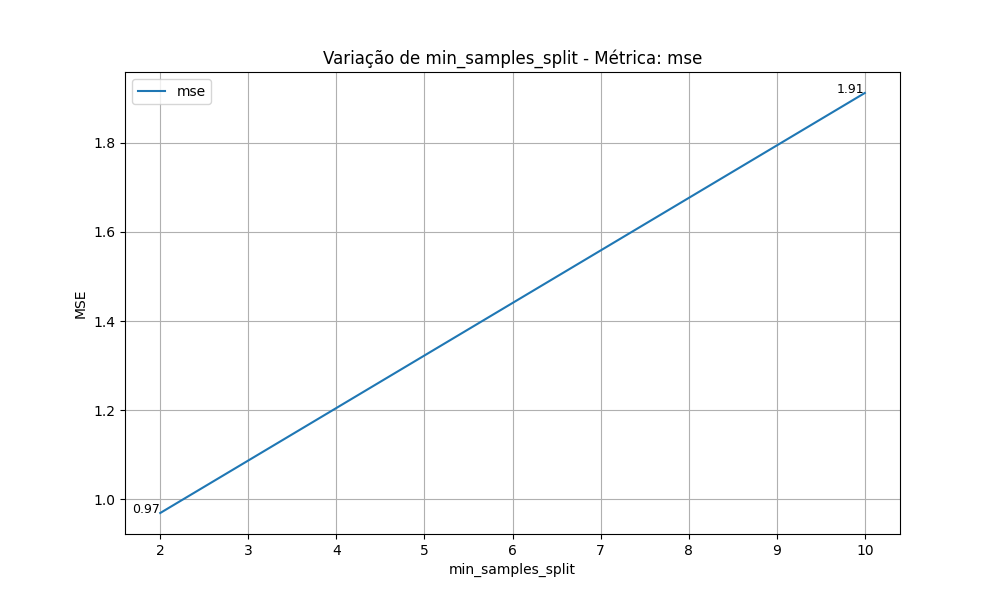 Variação de min_samples_split - Métrica: mse
mse
1.91
0.97
MSE
1.8
1.6
1.4
1.2
1.0
2 3 4 5 6 7 8 9 10
min_samples_split